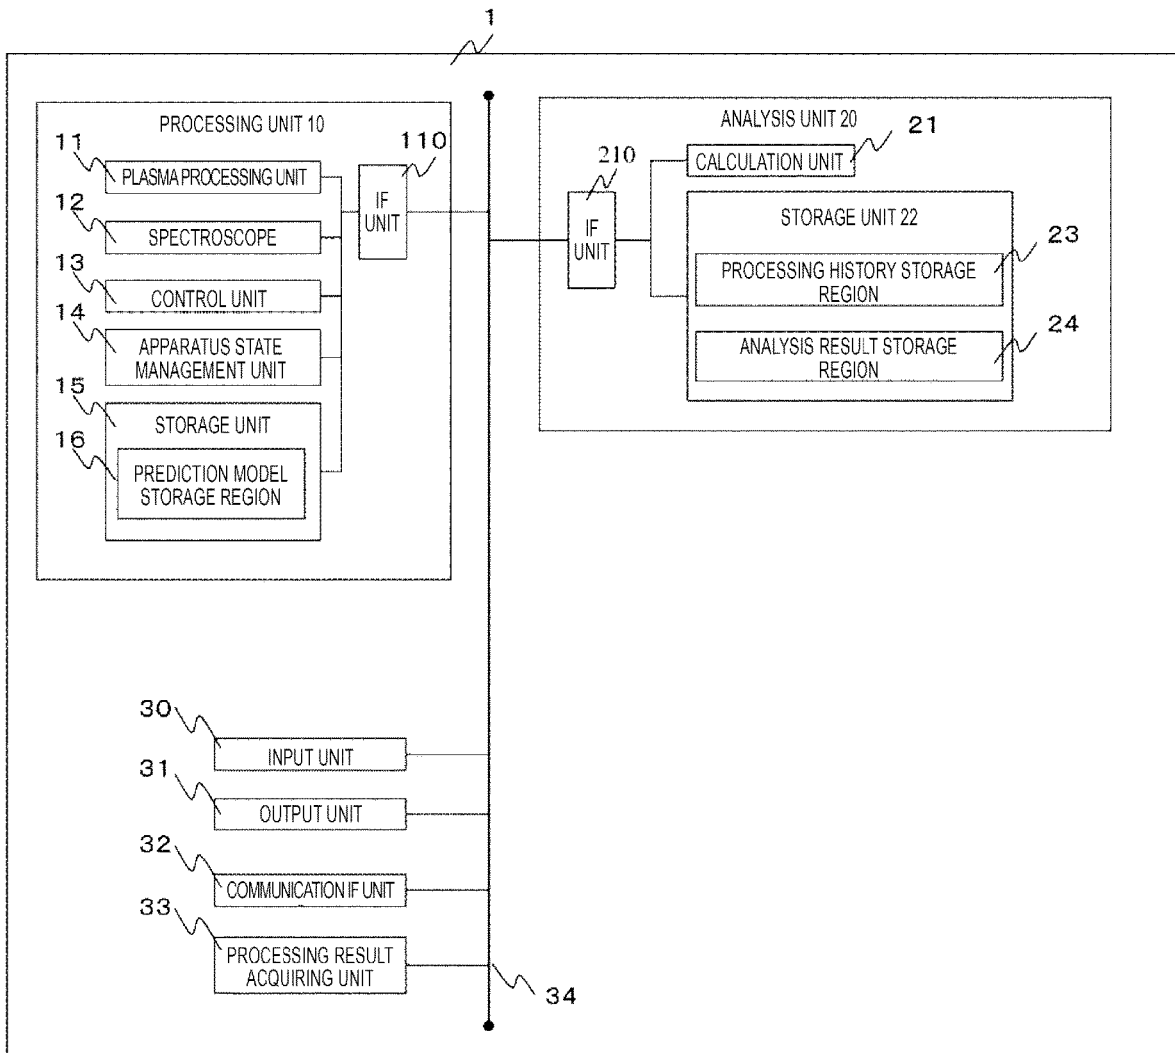 1
PROCESSING UNIT 10
11
PLASMA PROCESSING UNIT
12
SPECTROSCOPE
13
CONTROL UNIT
14
APPARATUS STATE
MANAGEMENT UNIT
15
STORAGE UNIT
16
PREDICTION MODEL
STORAGE REGION
110
IF
UNIT
ANALYSIS UNIT 20
210
IF
UNIT
21
CALCULATION UNIT
STORAGE UNIT 22
23
PROCESSING HISTORY STORAGE
REGION
24
ANALYSIS RESULT STORAGE
REGION
30
INPUT UNIT
31
OUTPUT UNIT
32
COMMUNICATION IF UNIT
33
PROCESSING RESULT
ACQUIRING UNIT
34